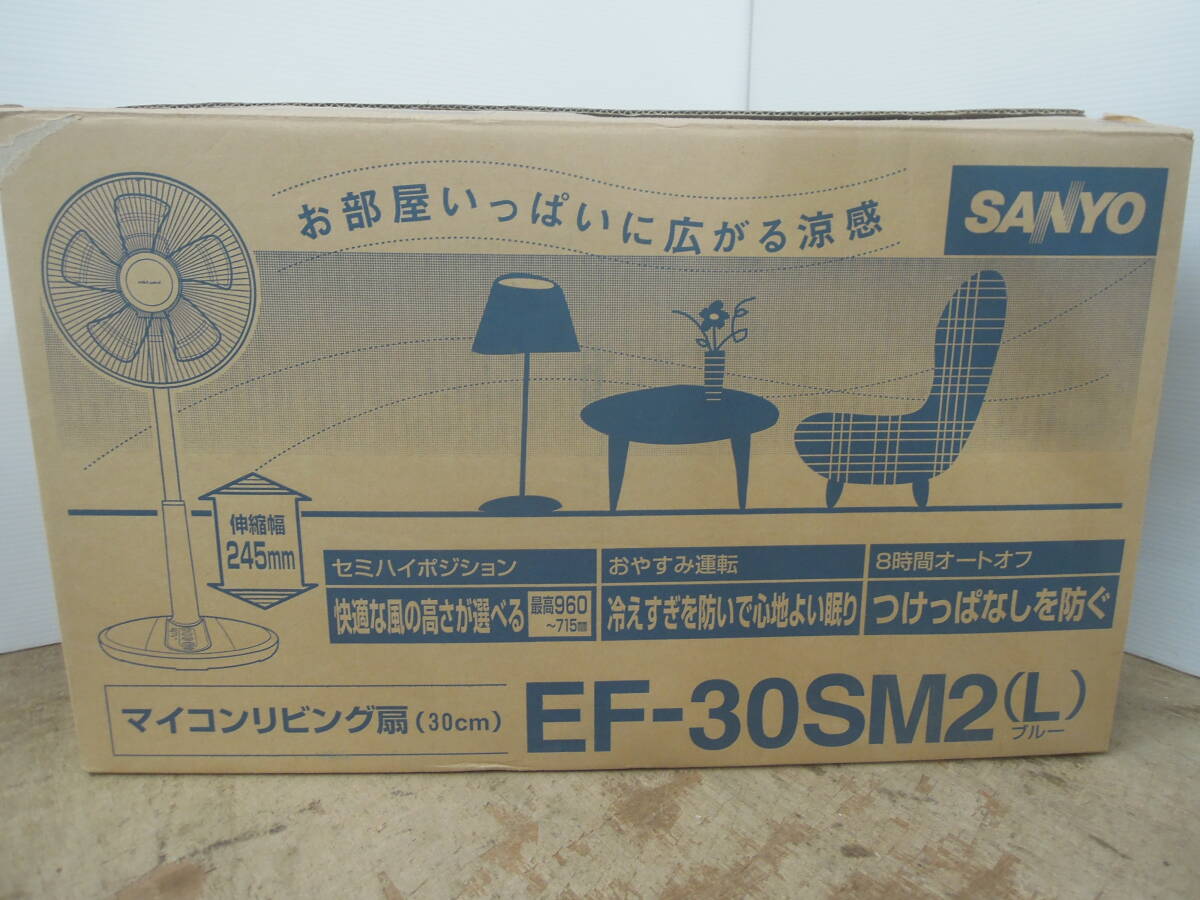 お部屋いっぱいに広がる涼感
SANYO
伸縮幅
245mm
セミハイポジション
快適な風の高さが選べる
最高960
～715mm
おやすみ運転
冷えすぎを防いで心地よい眠り
8時間オートオフ
つけっぱなしを防ぐ
マイコンリビング扇(30cm)
EF-30SM2(L)
ブルー